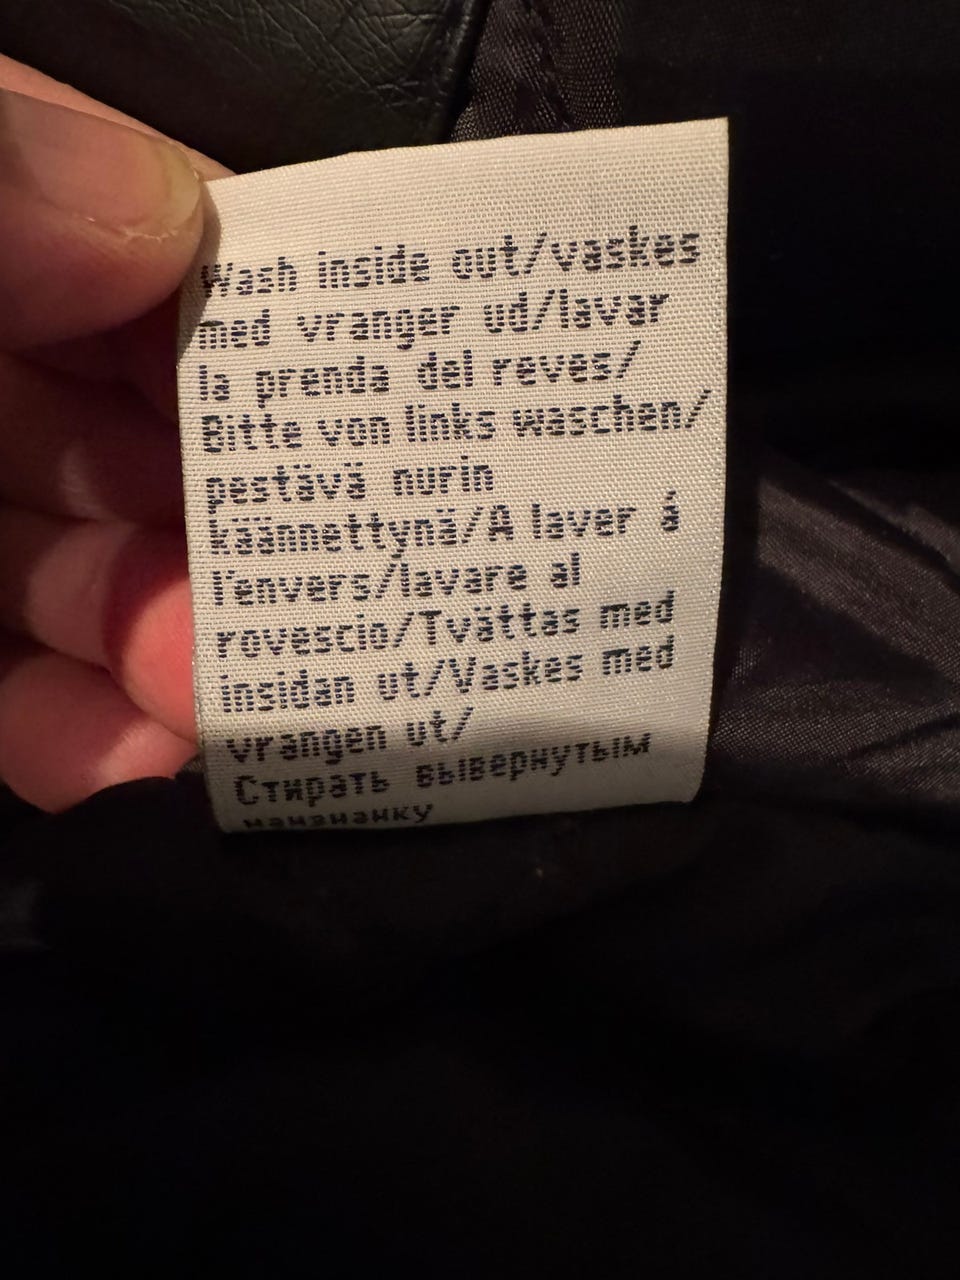 Wash inside out/vaskes
med vranger ud/lavar
la prenda del reves/
Bitte von links waschen/
pestävä nurin
käännettynä/A laver á
l'envers/lavare al
rovescio/Tvättas med
insidan ut/Vaskes med
vrangen ut/
Стирать вывернутым
наизнанку